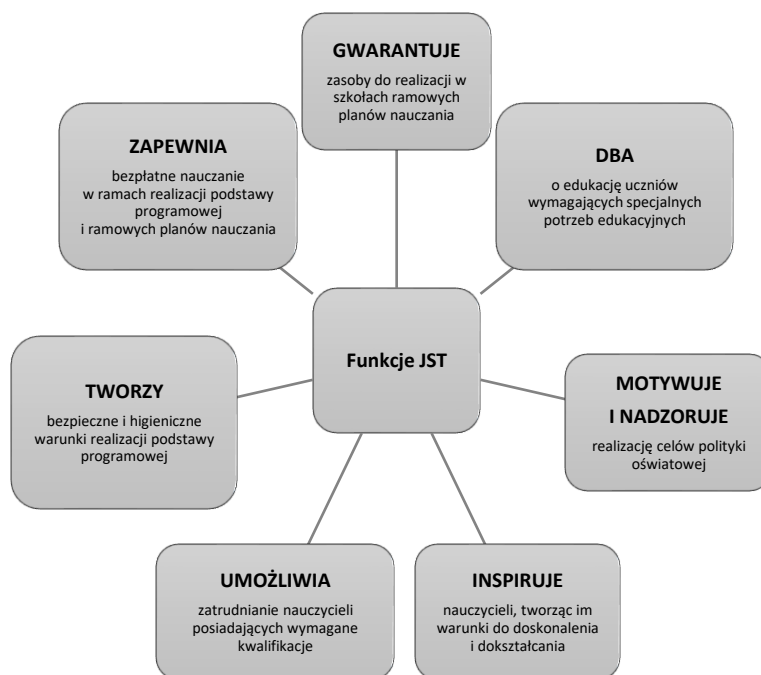 GWARANTUJE
zasoby do realizacji w
szkołach ramowych
planów nauczania
DBA
o edukację uczniów
wymagających specjalnych
potrzeb edukacyjnych
MOTYWUJE
I NADZORUJE
realizację celów polityki
oświatowej
INSPIRUJE
nauczycieli, tworząc im
warunki do doskonalenia
i dokształcania
UMOŻLIWIA
zatrudnianie nauczycieli
posiadających wymagane
kwalifikacje
TWORZY
bezpieczne i higieniczne
warunki realizacji podstawy
programowej
ZAPEWNIA
bezpłatne nauczanie
w ramach realizacji podstawy
programowej
i ramowych planów nauczania
Funkcje JST